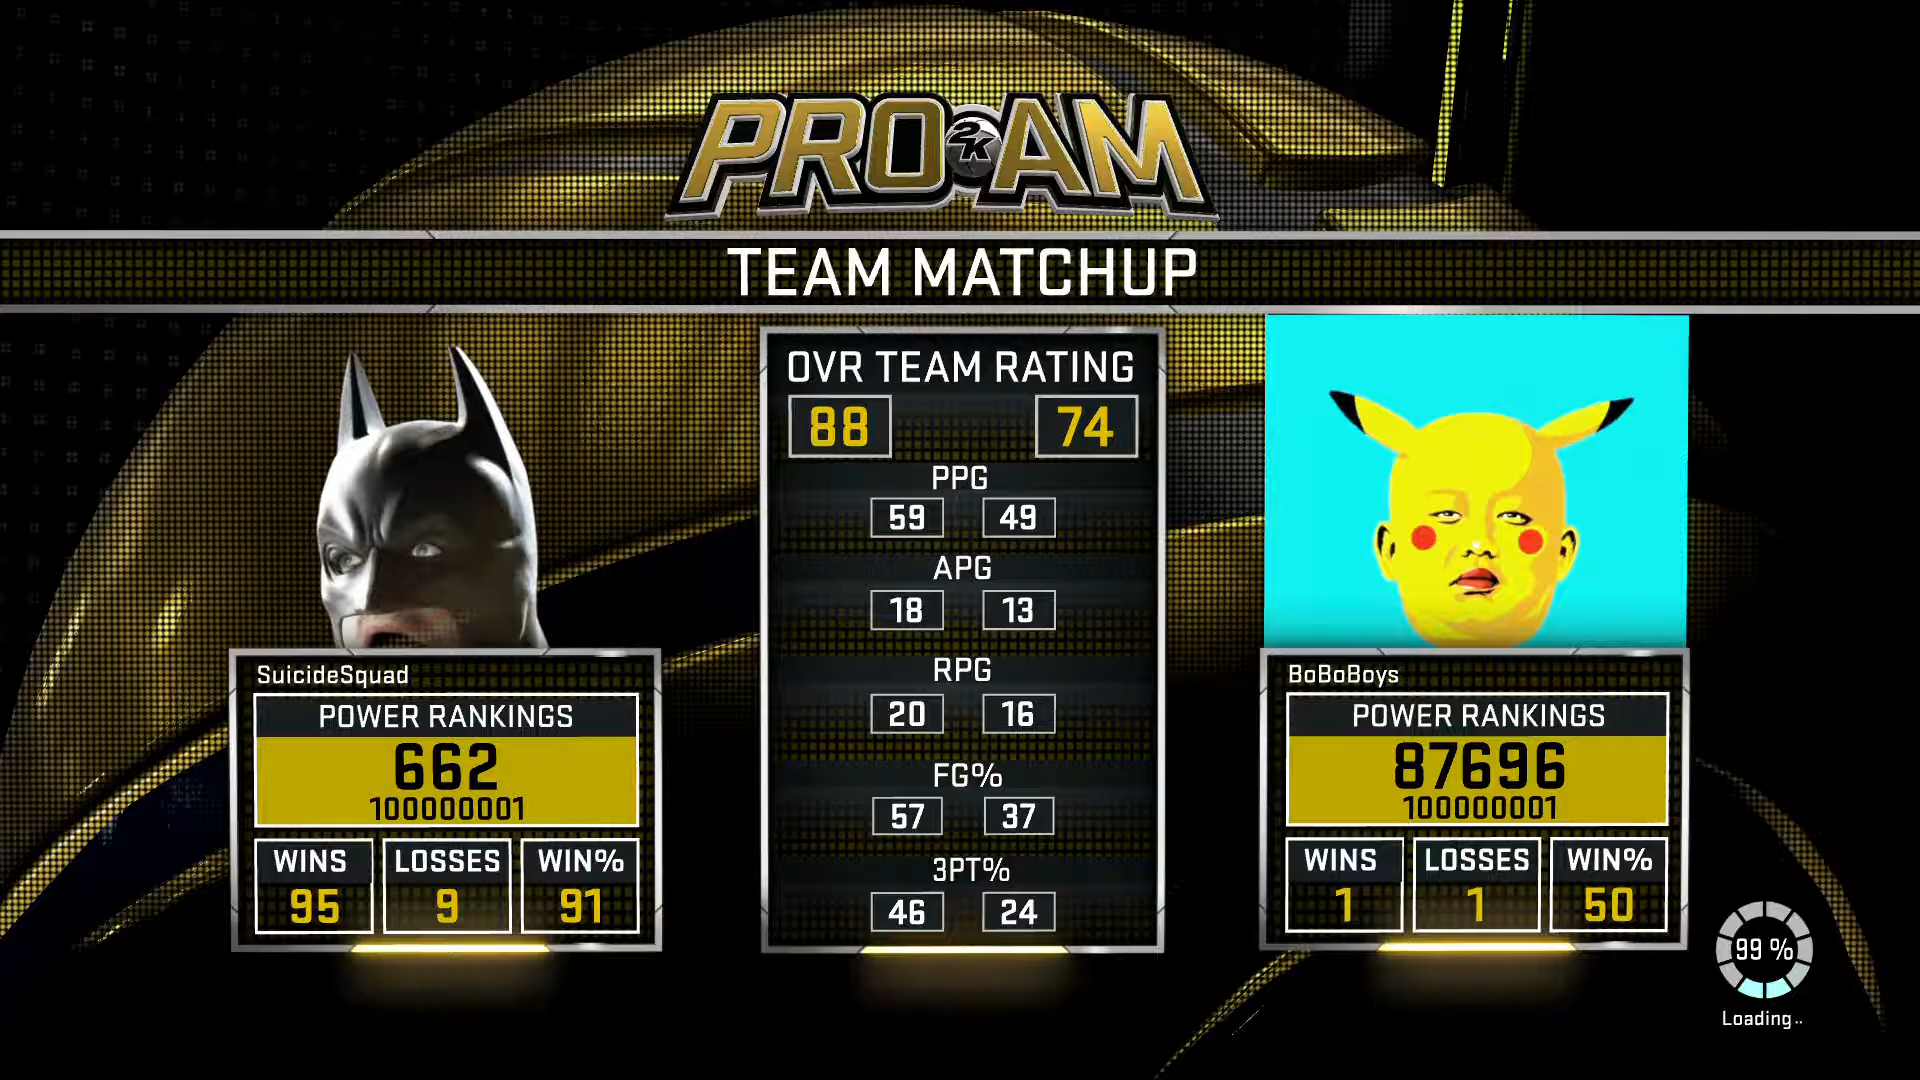 PRO 2K AM
TEAM MATCHUP
OVR TEAM RATING
88 74
PPG
59 49
APG
18 13
RPG
20 16
FG%
57 37
3PT%
46 24
SuicideSquad
POWER RANKINGS
662
100000001
WINS LOSSES WIN%
95 9 91
BoBoBoys
POWER RANKINGS
87696
100000001
WINS LOSSES WIN%
1 1 50
99 %
Loading..